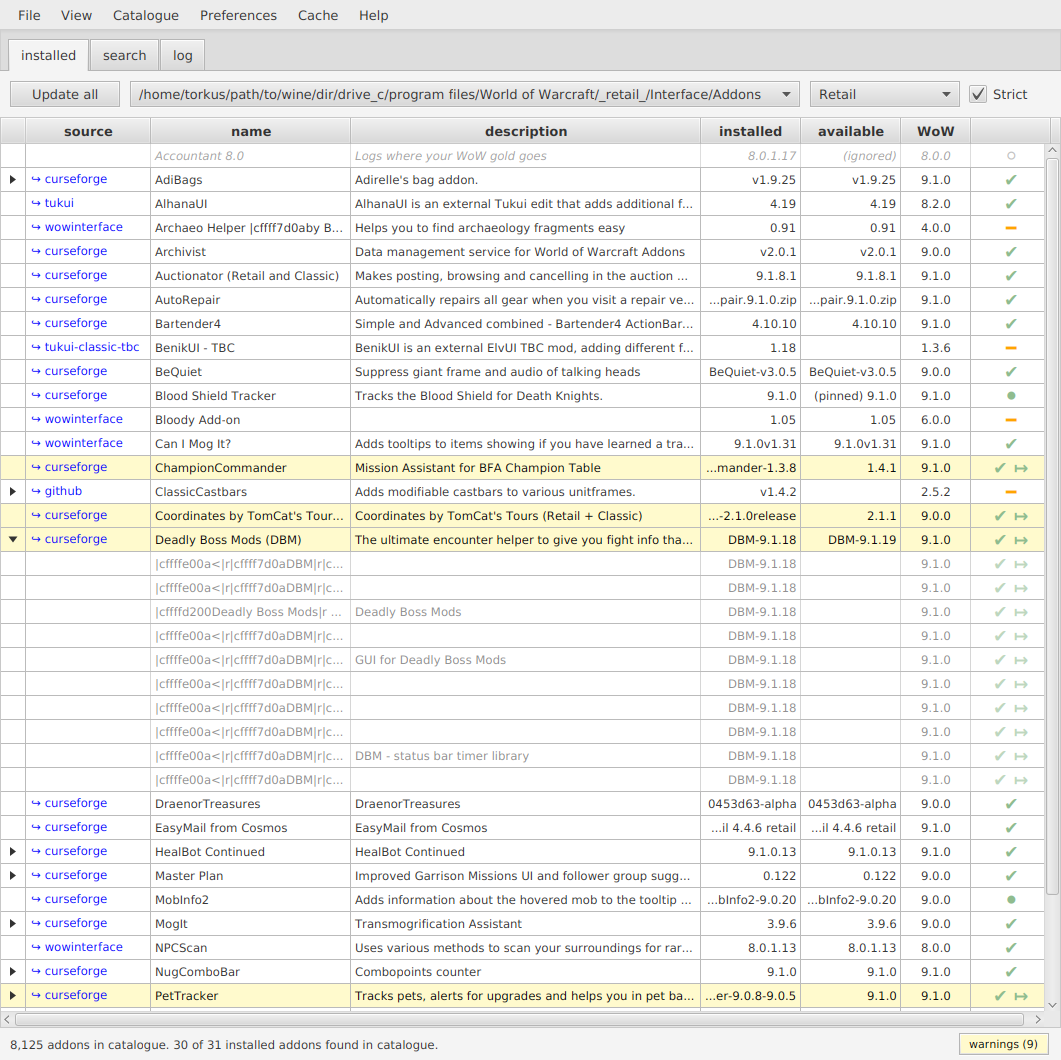 File View Catalogue Preferences Cache Help
installed search log
Update all /home/torkus/path/to/wine/dir/drive_c/program files/World of Warcraft/_retail_/Interface/Addons Retail Strict
source name description installed available WoW
Accountant 8.0 Logs where your WoW gold goes 8.0.1.17 (ignored) 8.0.0
↪ curseforge AdiBags Adirelle's bag addon. v1.9.25 v1.9.25 9.1.0
↪ tukui AlhanaUI AlhanaUI is an external Tukui edit that adds additional f... 4.19 4.19 8.2.0
↪ wowinterface Archaeo Helper |cffff7d0aby B... Helps you to find archaeology fragments easy 0.91 0.91 4.0.0
↪ curseforge Archivist Data management service for World of Warcraft Addons v2.0.1 v2.0.1 9.0.0
↪ curseforge Auctionator (Retail and Classic) Makes posting, browsing and cancelling in the auction ... 9.1.8.1 9.1.8.1 9.1.0
↪ curseforge AutoRepair Automatically repairs all gear when you visit a repair ve... ...pair.9.1.0.zip ...pair.9.1.0.zip 9.1.0
↪ curseforge Bartender4 Simple and Advanced combined - Bartender4 ActionBar... 4.10.10 4.10.10 9.1.0
↪ tukui-classic-tbc BenikUI - TBC BenikUI is an external ElvUI TBC mod, adding different f... 1.18 1.3.6
↪ curseforge BeQuiet Suppress giant frame and audio of talking heads BeQuiet-v3.0.5 BeQuiet-v3.0.5 9.0.0
↪ curseforge Blood Shield Tracker Tracks the Blood Shield for Death Knights. 9.1.0 (pinned) 9.1.0 9.1.0
↪ wowinterface Bloody Add-on 1.05 1.05 6.0.0
↪ wowinterface Can I Mog It? Adds tooltips to items showing if you have learned a tra... 9.1.0v1.31 9.1.0v1.31 9.1.0
↪ curseforge ChampionCommander Mission Assistant for BFA Champion Table ...mander-1.3.8 1.4.1 9.1.0
↪ github ClassicCastbars Adds modifiable castbars to various unitframes. v1.4.2 2.5.2
↪ curseforge Coordinates by TomCat's Tour... Coordinates by TomCat's Tours (Retail + Classic) ...-2.1.0release 2.1.1 9.0.0
↪ curseforge Deadly Boss Mods (DBM) The ultimate encounter helper to give you fight info tha... DBM-9.1.18 DBM-9.1.19 9.1.0
|cffffe00a<|r|cffff7d0aDBM|r|c... DBM-9.1.18 9.1.0
|cffffe00a<|r|cffff7d0aDBM|r|c... DBM-9.1.18 9.1.0
|cffffd200Deadly Boss Mods|r ... Deadly Boss Mods DBM-9.1.18 9.1.0
|cffffe00a<|r|cffff7d0aDBM|r|c... DBM-9.1.18 9.1.0
|cffffe00a<|r|cffff7d0aDBM|r|c... GUI for Deadly Boss Mods DBM-9.1.18 9.1.0
|cffffe00a<|r|cffff7d0aDBM|r|c... DBM-9.1.18 9.1.0
|cffffe00a<|r|cffff7d0aDBM|r|c... DBM-9.1.18 9.1.0
|cffffe00a<|r|cffff7d0aDBM|r|c... DBM-9.1.18 9.1.0
|cffffe00a<|r|cffff7d0aDBM|r|c... DBM - status bar timer library DBM-9.1.18 9.1.0
|cffffe00a<|r|cffff7d0aDBM|r|c... DBM-9.1.18 9.1.0
↪ curseforge DraenorTreasures DraenorTreasures 0453d63-alpha 0453d63-alpha 9.0.0
↪ curseforge EasyMail from Cosmos EasyMail from Cosmos ...il 4.4.6 retail ...il 4.4.6 retail 9.1.0
↪ curseforge HealBot Continued HealBot Continued 9.1.0.13 9.1.0.13 9.1.0
↪ curseforge Master Plan Improved Garrison Missions UI and follower group sugg... 0.122 0.122 9.0.0
↪ curseforge MobInfo2 Adds information about the hovered mob to the tooltip ... ...bInfo2-9.0.20 ...bInfo2-9.0.20 9.0.0
↪ curseforge MogIt Transmogrification Assistant 3.9.6 3.9.6 9.0.0
↪ wowinterface NPCScan Uses various methods to scan your surroundings for rar... 8.0.1.13 8.0.1.13 8.0.0
↪ curseforge NugComboBar Combopoints counter 9.1.0 9.1.0 9.1.0
↪ curseforge PetTracker Tracks pets, alerts for upgrades and helps you in pet ba... ...er-9.0.8-9.0.5 9.1.0 9.1.0
8,125 addons in catalogue. 30 of 31 installed addons found in catalogue. warnings (9)